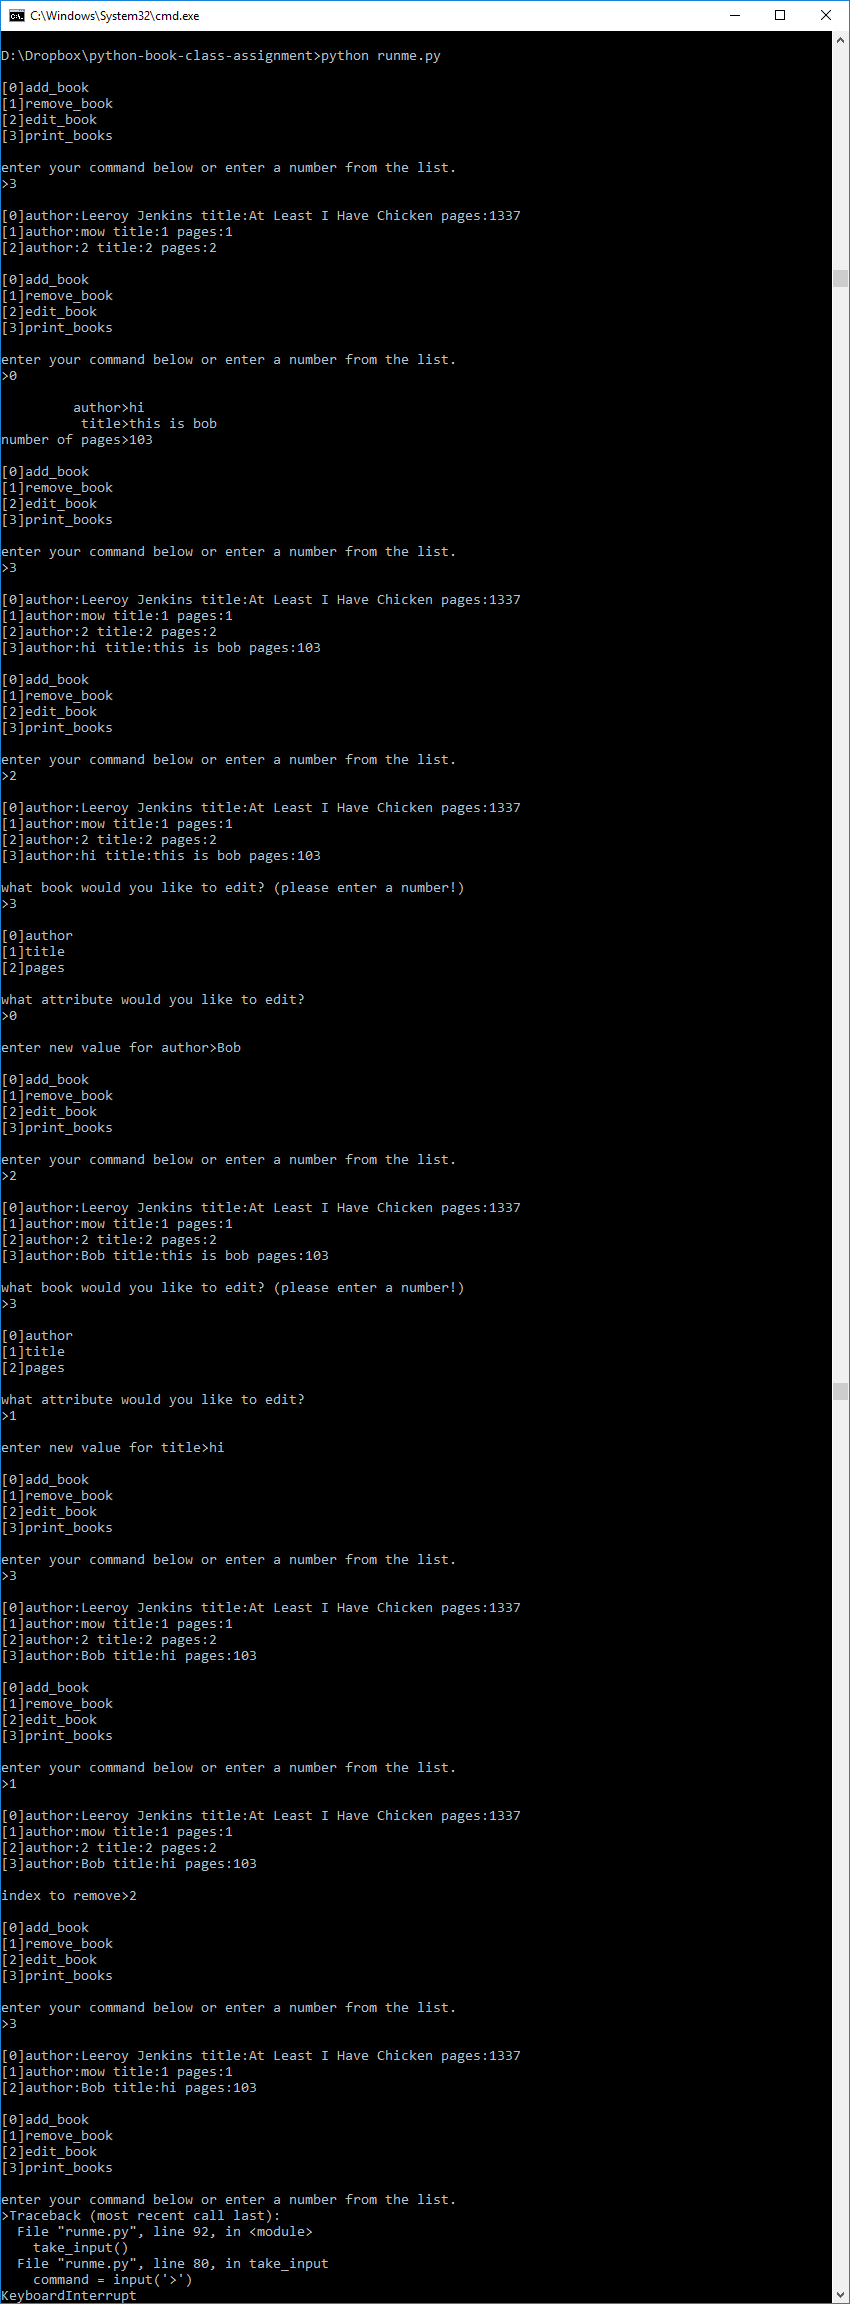 C:\Windows\System32\cmd.exe
D:\Dropbox\python-book-class-assignment>python runme.py
[0]add_book
[1]remove_book
[2]edit_book
[3]print_books
enter your command below or enter a number from the list.
>3
[0]author:Leeroy Jenkins title:At Least I Have Chicken pages:1337
[1]author:mow title:1 pages:1
[2]author:2 title:2 pages:2
[0]add_book
[1]remove_book
[2]edit_book
[3]print_books
enter your command below or enter a number from the list.
>0
author>hi
title>this is bob
number of pages>103
[0]add_book
[1]remove_book
[2]edit_book
[3]print_books
enter your command below or enter a number from the list.
>3
[0]author:Leeroy Jenkins title:At Least I Have Chicken pages:1337
[1]author:mow title:1 pages:1
[2]author:2 title:2 pages:2
[3]author:hi title:this is bob pages:103
[0]add_book
[1]remove_book
[2]edit_book
[3]print_books
enter your command below or enter a number from the list.
>2
[0]author:Leeroy Jenkins title:At Least I Have Chicken pages:1337
[1]author:mow title:1 pages:1
[2]author:2 title:2 pages:2
[3]author:hi title:this is bob pages:103
what book would you like to edit? (please enter a number!)
>3
[0]author
[1]title
[2]pages
what attribute would you like to edit?
>0
enter new value for author>Bob
[0]add_book
[1]remove_book
[2]edit_book
[3]print_books
enter your command below or enter a number from the list.
>2
[0]author:Leeroy Jenkins title:At Least I Have Chicken pages:1337
[1]author:mow title:1 pages:1
[2]author:2 title:2 pages:2
[3]author:Bob title:this is bob pages:103
what book would you like to edit? (please enter a number!)
>3
[0]author
[1]title
[2]pages
what attribute would you like to edit?
>1
enter new value for title>hi
[0]add_book
[1]remove_book
[2]edit_book
[3]print_books
enter your command below or enter a number from the list.
>3
[0]author:Leeroy Jenkins title:At Least I Have Chicken pages:1337
[1]author:mow title:1 pages:1
[2]author:2 title:2 pages:2
[3]author:Bob title:hi pages:103
[0]add_book
[1]remove_book
[2]edit_book
[3]print_books
enter your command below or enter a number from the list.
>1
[0]author:Leeroy Jenkins title:At Least I Have Chicken pages:1337
[1]author:mow title:1 pages:1
[2]author:2 title:2 pages:2
[3]author:Bob title:hi pages:103
index to remove>2
[0]add_book
[1]remove_book
[2]edit_book
[3]print_books
enter your command below or enter a number from the list.
>3
[0]author:Leeroy Jenkins title:At Least I Have Chicken pages:1337
[1]author:mow title:1 pages:1
[2]author:Bob title:hi pages:103
[0]add_book
[1]remove_book
[2]edit_book
[3]print_books
enter your command below or enter a number from the list.
>Traceback (most recent call last):
File "runme.py", line 92, in <module>
take_input()
File "runme.py", line 80, in take_input
command = input('>')
KeyboardInterrupt